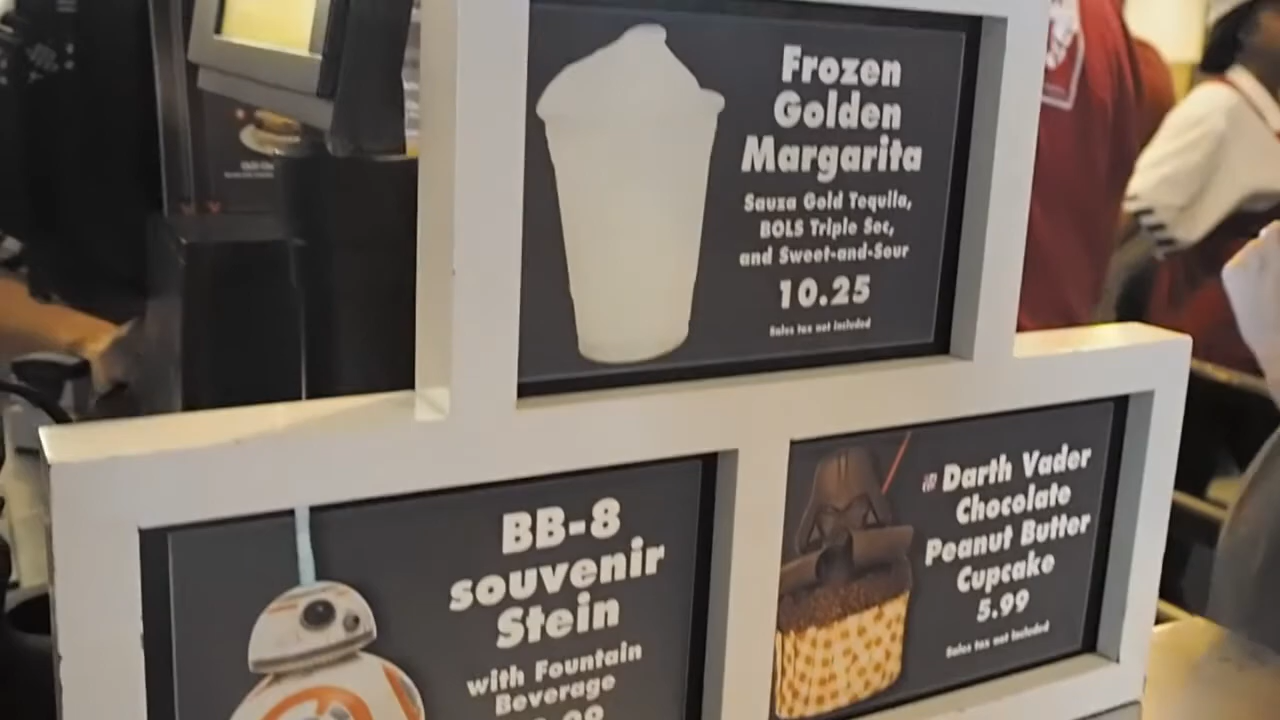 Frozen
Golden
Margarita
Sauza Gold Tequila,
BOLS Triple Sec,
and Sweet-and-Sour
10.25
Sales tax not included
BB-8
souvenir
Stein
with Fountain
Beverage
Darth Vader
Chocolate
Peanut Butter
Cupcake
5.99
Sales tax not included